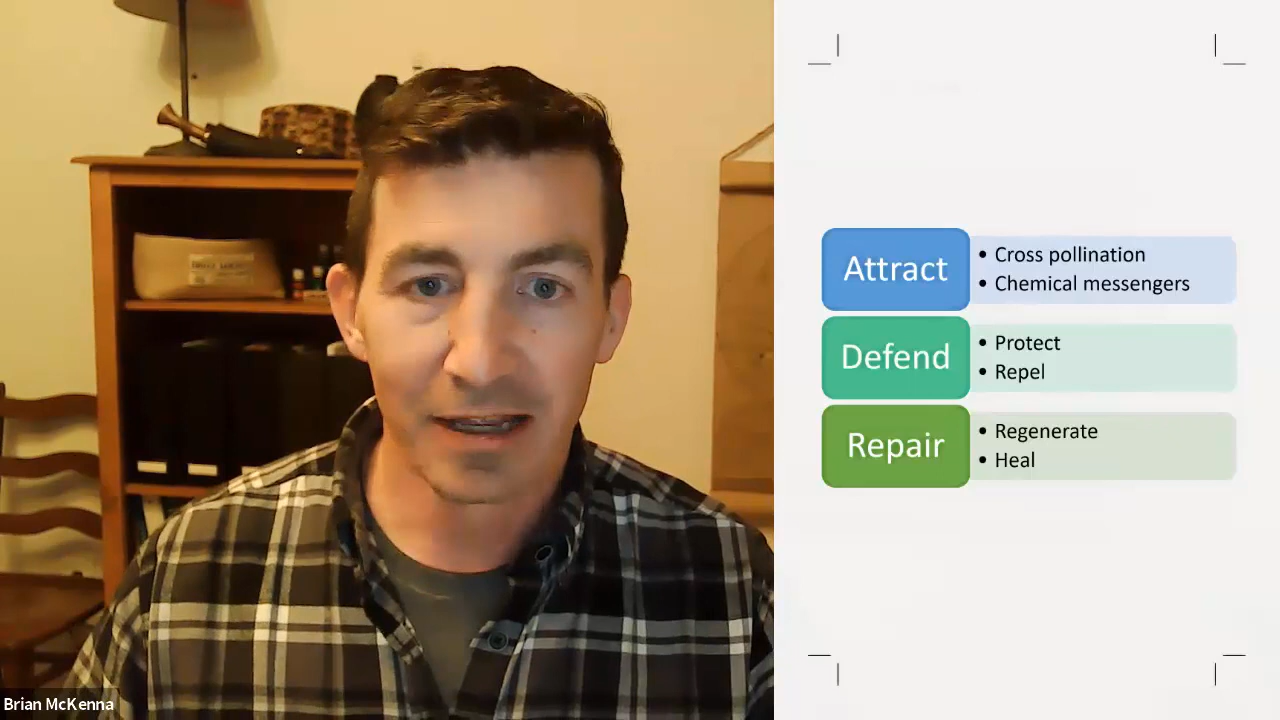 Attract
• Cross pollination
• Chemical messengers
Defend
• Protect
• Repel
Repair
• Regenerate
• Heal
Brian McKenna